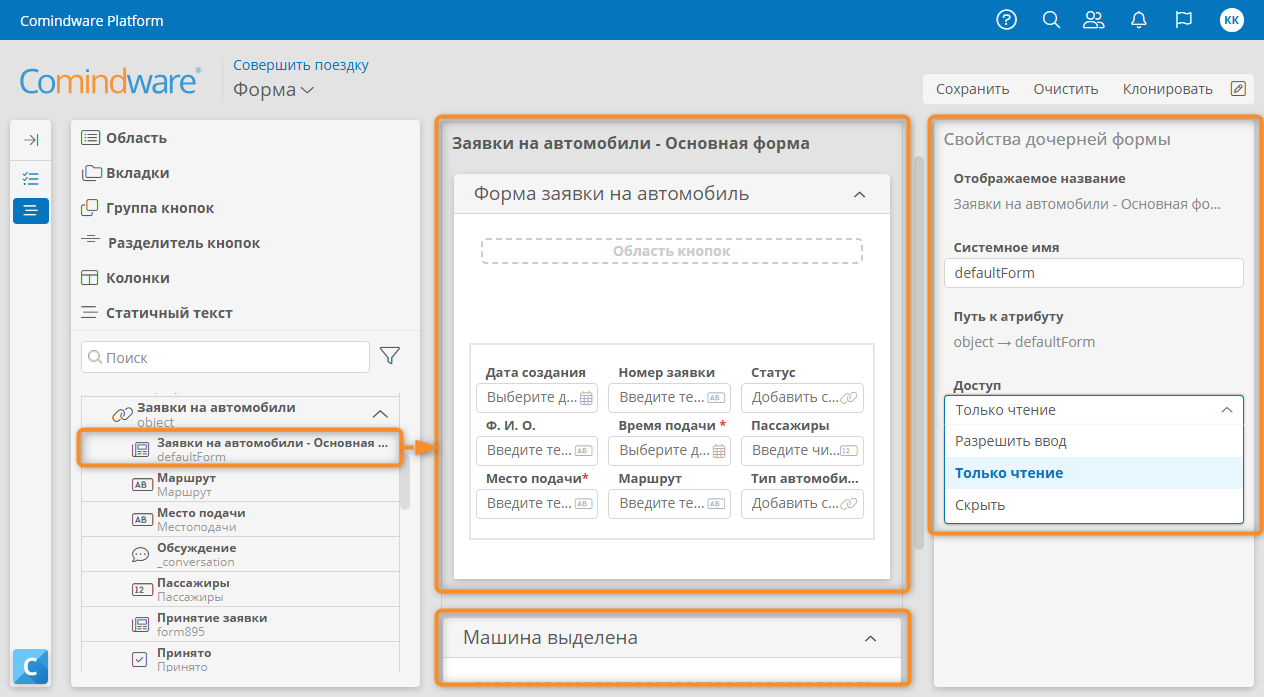 Comindware Platform
KK
Comindware®
Совершить поездку
Форма
Сохранить
Очистить
Клонировать
Область
Вкладки
Группа кнопок
Разделитель кнопок
Колонки
Статичный текст
Поиск
Заявки на автомобили
object
Заявки на автомобили - Основная ...
defaultForm
Маршрут
Маршрут
Место подачи
Местоподачи
Обсуждение
_conversation
Пассажиры
Пассажиры
Принятие заявки
form895
Принято
Принято
C
Заявки на автомобили - Основная форма
Форма заявки на автомобиль
Область кнопок
Дата создания
Номер заявки
Статус
Выберите д...
Введите те...
AB
Добавить с...
Ф. И. О.
Время подачи *
Пассажиры
Введите те...
AB
Выберите д...
Введите чи...
12
Место подачи*
Маршрут
Тип автомоби...
Введите те...
AB
Введите те...
AB
Добавить с...
Машина выделена
Свойства дочерней формы
Отображаемое название
Заявки на автомобили - Основная фо...
Системное имя
defaultForm
Путь к атрибуту
object → defaultForm
Доступ
Только чтение
Разрешить ввод
Только чтение
Скрыть